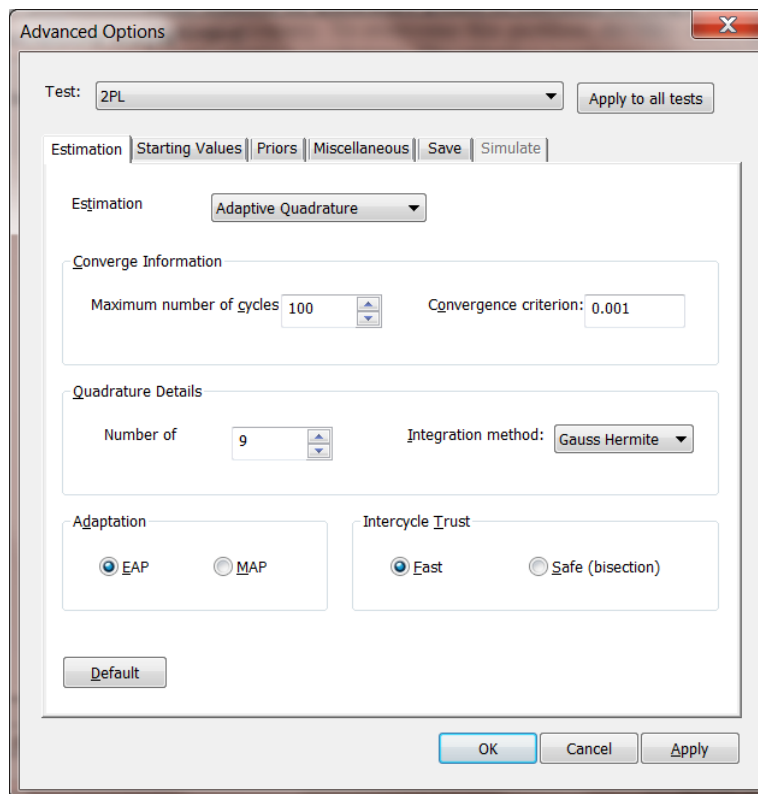 Advanced Options
Test: 2PL Apply to all tests
Estimation Starting Values Priors Miscellaneous Save Simulate
Estimation Adaptive Quadrature
Converge Information
Maximum number of cycles 100 Convergence criterion: 0.001
Quadrature Details
Number of 9 Integration method: Gauss Hermite
Adaptation Intercycle Trust
EAP MAP Fast Safe (bisection)
Default
OK Cancel Apply